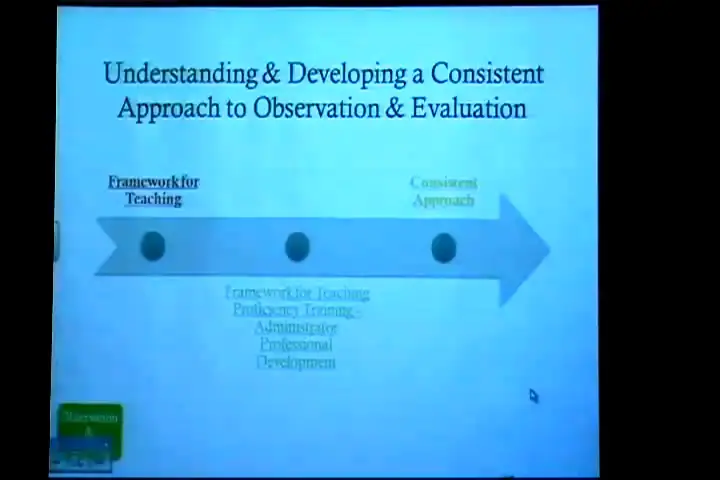 Understanding & Developing a Consistent
Approach to Observation & Evaluation
Framework for
Teaching
Consistent
Approach
Framework for Teaching
Proficiency Training -
Administrator
Professional
Development
Observation
&